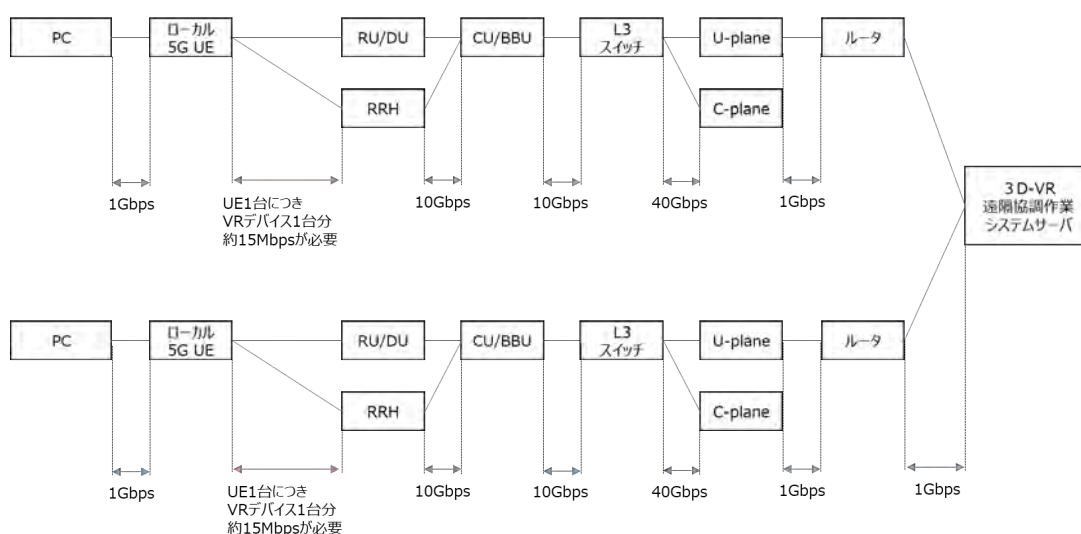 PC
ローカル
5G UE
RU/DU
CU/BBU
L3
スイッチ
U-plane
ルータ
RRH
C-plane
1Gbps
UE1台につき
VRデバイス1台分
約15Mbpsが必要
10Gbps
10Gbps
40Gbps
1Gbps
3D-VR
遠隔協調作業
システムサーバ
PC
ローカル
5G UE
RU/DU
CU/BBU
L3
スイッチ
U-plane
ルータ
RRH
C-plane
1Gbps
UE1台につき
VRデバイス1台分
約15Mbpsが必要
10Gbps
10Gbps
40Gbps
1Gbps
1Gbps